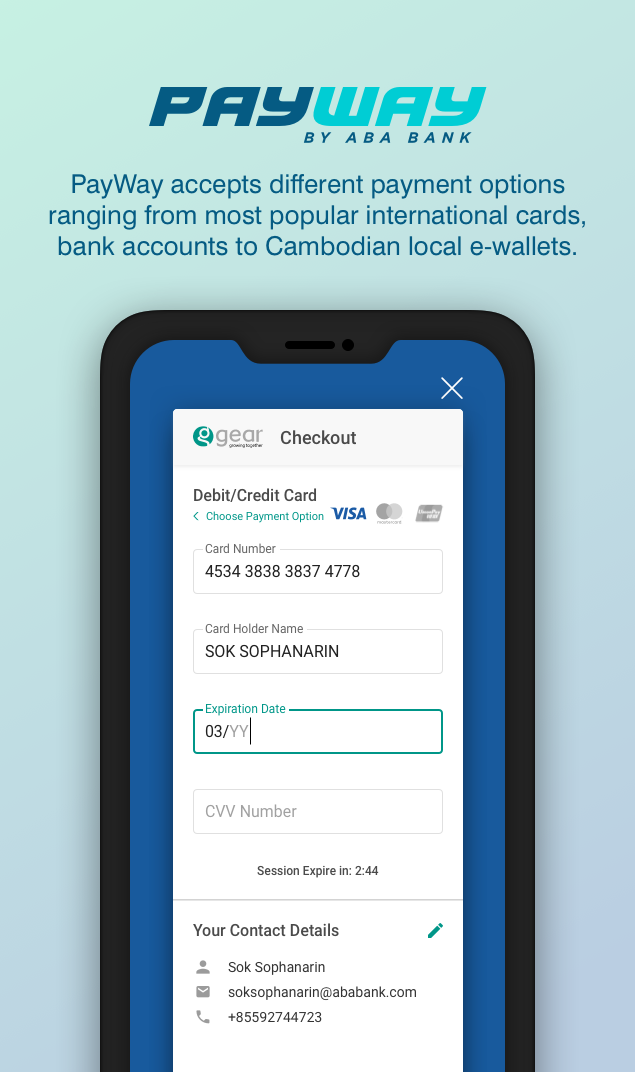 PAYWAY
BY ABA BANK
PayWay accepts different payment options
ranging from most popular international cards,
bank accounts to Cambodian local e-wallets.
gear
growing together
Checkout
Debit/Credit Card
Choose Payment Option
VISA
mastercard
UnionPay
Card Number
4534 3838 3837 4778
Card Holder Name
SOK SOPHANARIN
Expiration Date
03/YY
CVV Number
Session Expire in: 2:44
Your Contact Details
Sok Sophanarin
soksophanarin@ababank.com
+85592744723